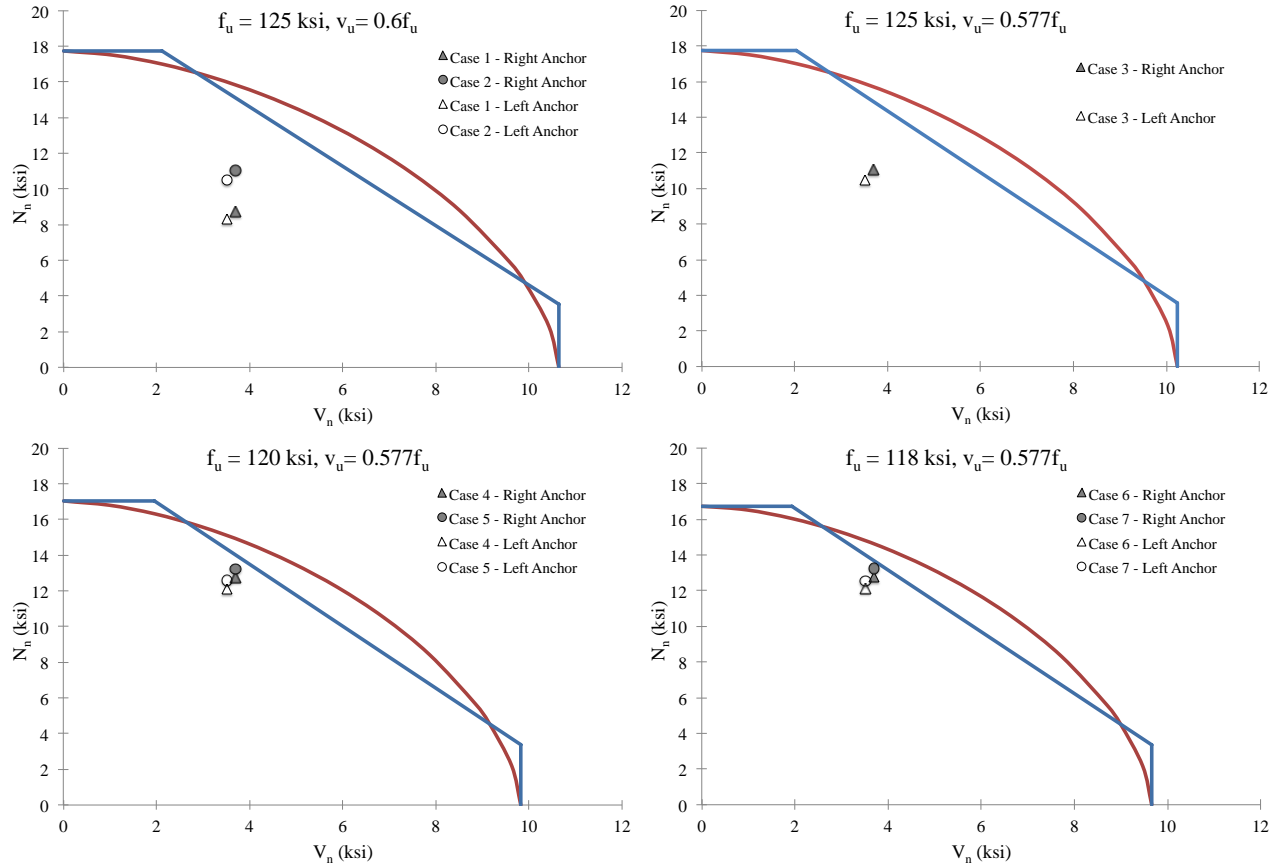 f_u = 125 ksi, v_u= 0.6f_u
20
18
16
14
12
10
8
6
4
2
0
N_n (ksi)
Case 1 - Right Anchor
Case 2 - Right Anchor
Case 1 - Left Anchor
Case 2 - Left Anchor
0 2 4 6 8 10 12
V_n (ksi)
f_u = 125 ksi, v_u= 0.577f_u
20
18
16
14
12
10
8
6
4
2
0
N_n (ksi)
Case 3 - Right Anchor
Case 3 - Left Anchor
0 2 4 6 8 10 12
V_n (ksi)
f_u = 120 ksi, v_u= 0.577f_u
20
18
16
14
12
10
8
6
4
2
0
N_n (ksi)
Case 4 - Right Anchor
Case 5 - Right Anchor
Case 4 - Left Anchor
Case 5 - Left Anchor
0 2 4 6 8 10 12
V_n (ksi)
f_u = 118 ksi, v_u= 0.577f_u
20
18
16
14
12
10
8
6
4
2
0
N_n (ksi)
Case 6 - Right Anchor
Case 7 - Right Anchor
Case 6 - Left Anchor
Case 7 - Left Anchor
0 2 4 6 8 10 12
V_n (ksi)